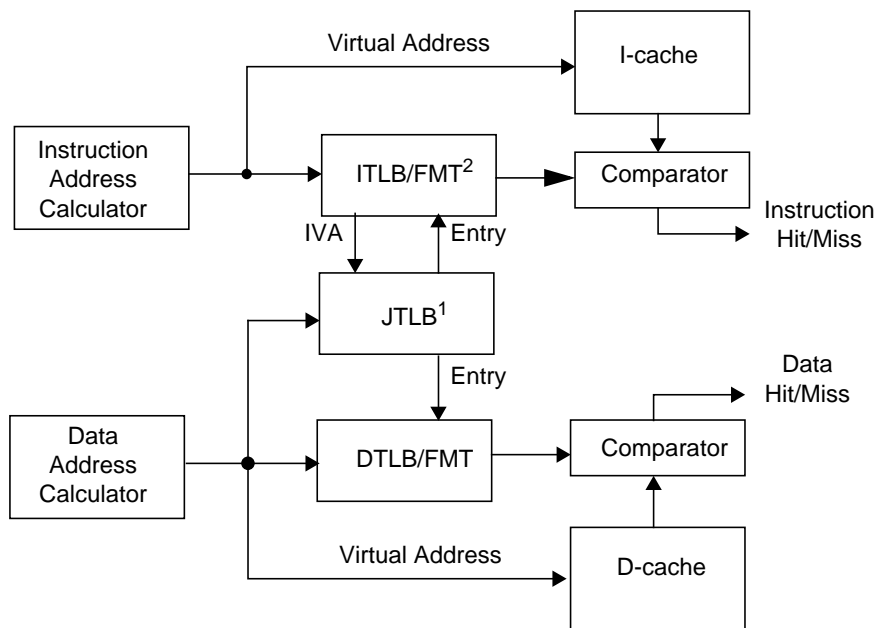 Virtual Address
I-cache
Instruction
Address
Calculator
ITLB/FMT2
Comparator
Instruction
Hit/Miss
IVA
Entry
JTLB1
Entry
Data
Hit/Miss
Data
Address
Calculator
DTLB/FMT
Comparator
Virtual Address
D-cache